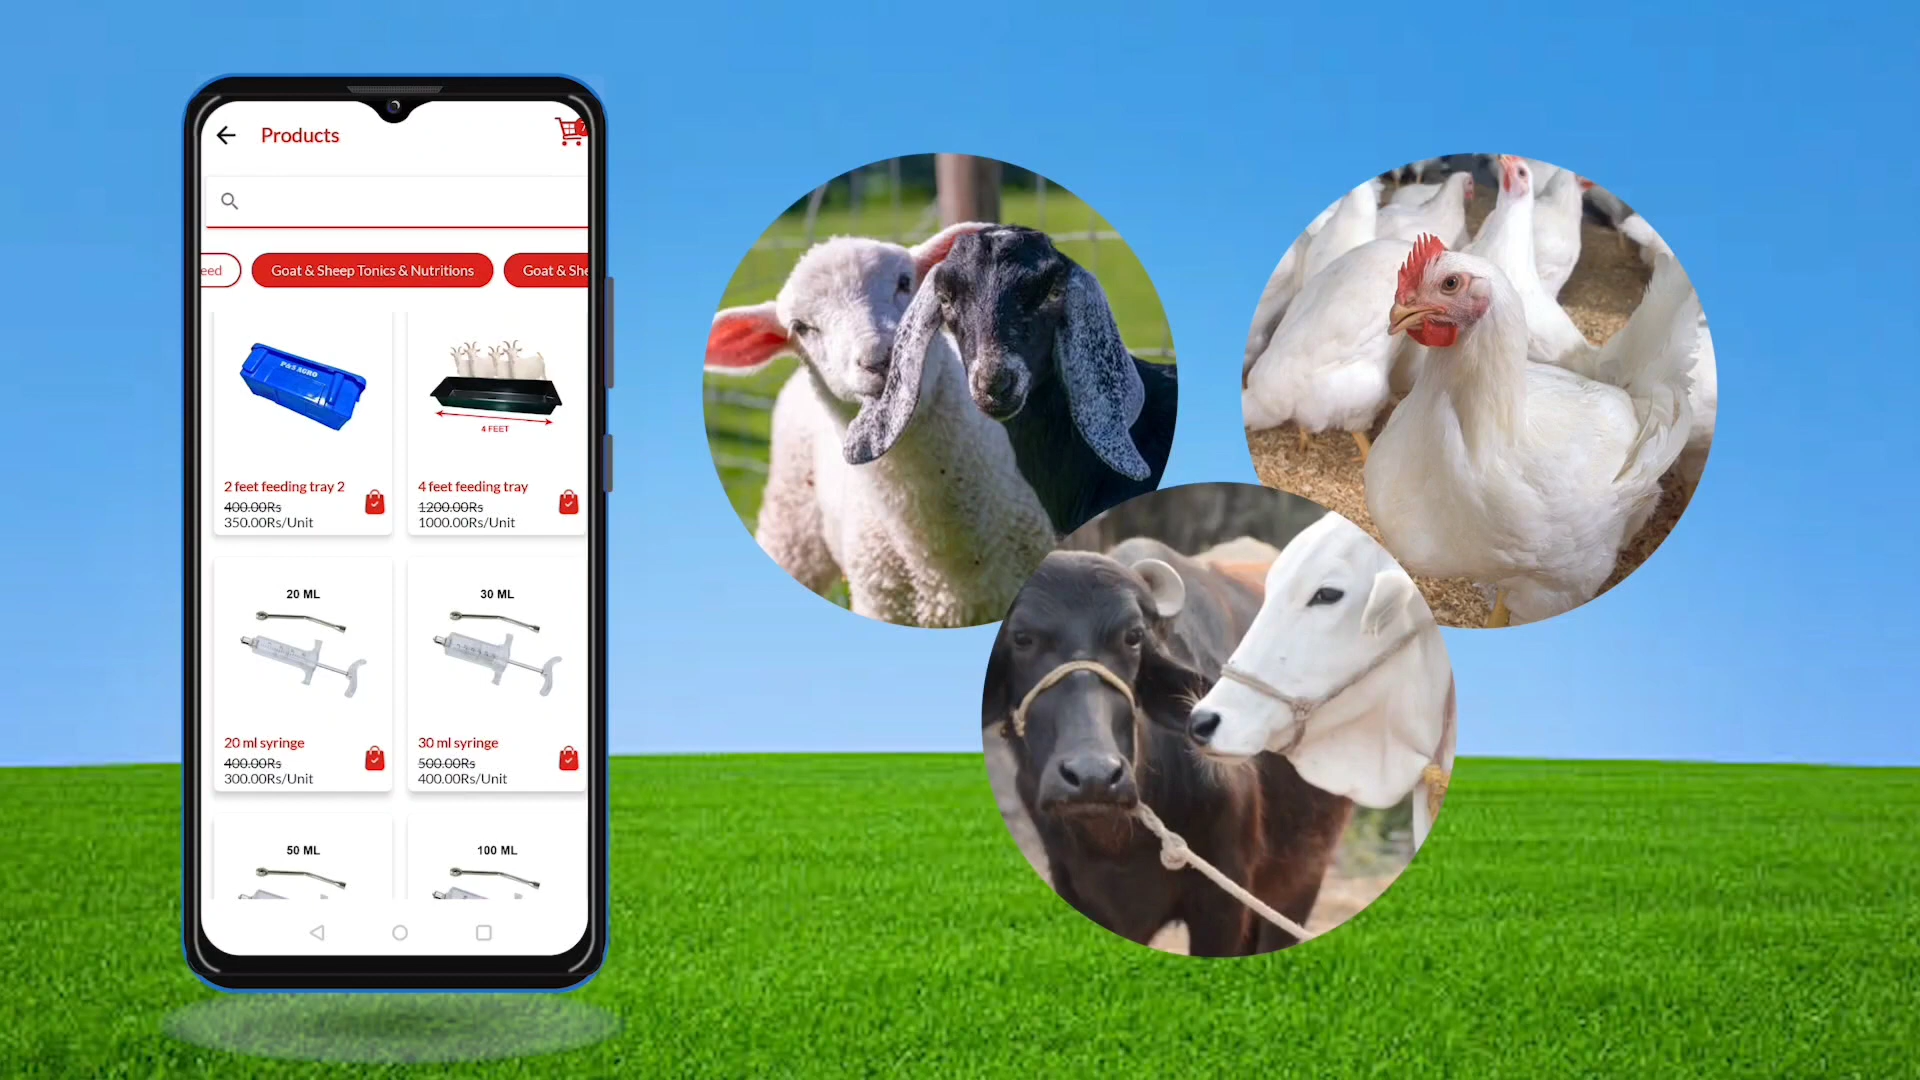 Products
eed
Goat & Sheep Tonics & Nutritions
Goat & She
P&S AGRO
4 FEET
2 feet feeding tray 2
400.00Rs
350.00Rs/Unit
4 feet feeding tray
1200.00Rs
1000.00Rs/Unit
20 ML
30 ML
20 ml syringe
400.00Rs
300.00Rs/Unit
30 ml syringe
500.00Rs
400.00Rs/Unit
50 ML
100 ML